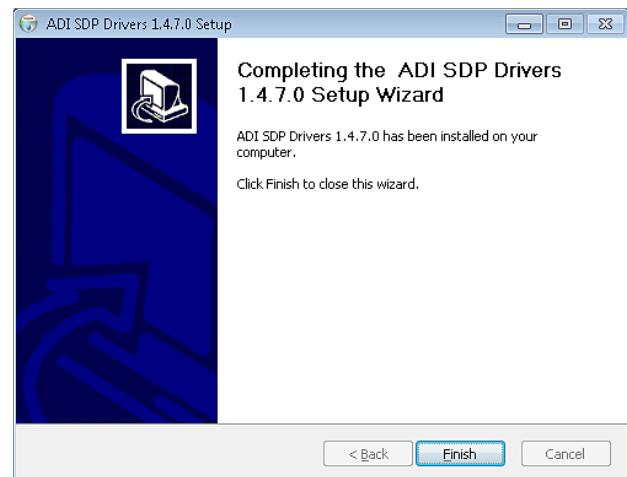 ADI SDP Drivers 1.4.7.0 Setup
Completing the ADI SDP Drivers
1.4.7.0 Setup Wizard
ADI SDP Drivers 1.4.7.0 has been installed on your
computer.
Click Finish to close this wizard.
< Back
Finish
Cancel